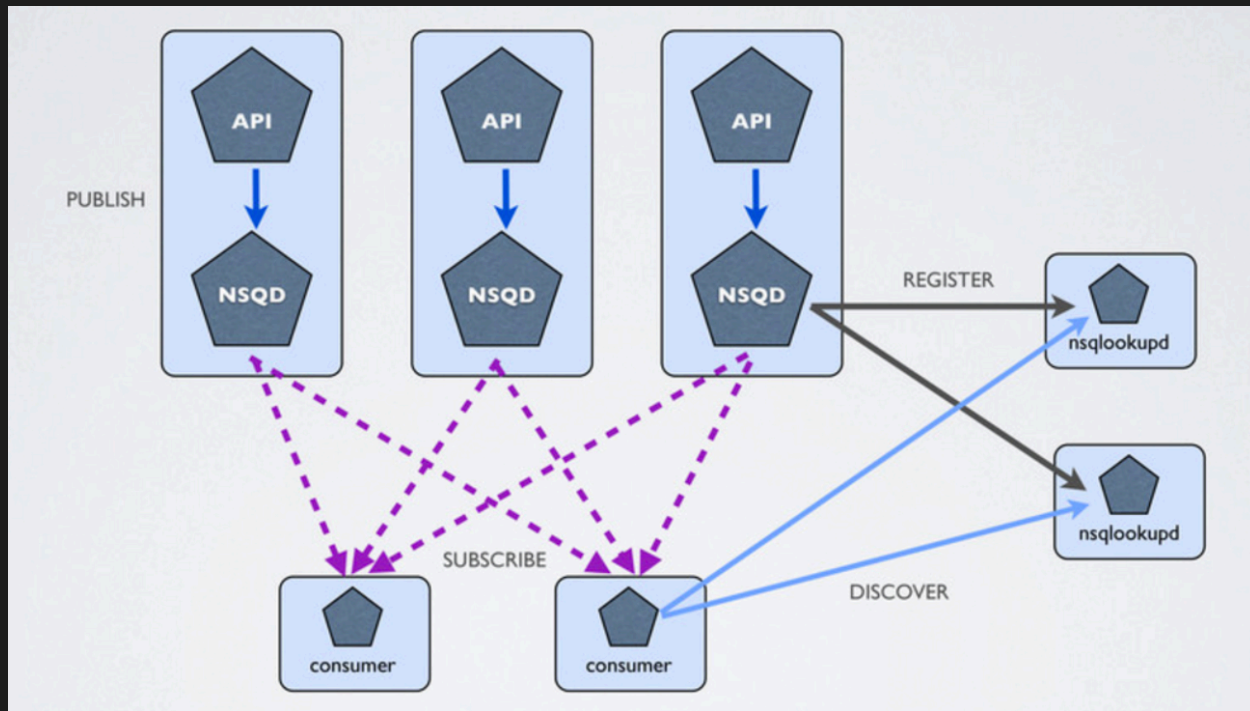 API
API
API
PUBLISH
NSQD
NSQD
NSQD
REGISTER
nsqlookupd
nsqlookupd
SUBSCRIBE
DISCOVER
consumer
consumer